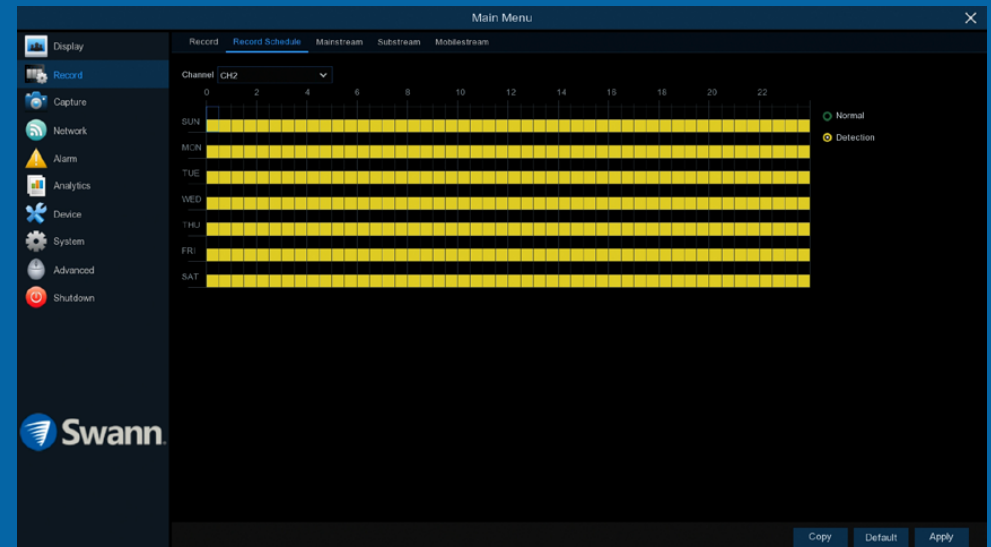 Main Menu
Display
Record
Capture
Network
Alarm
Analytics
Device
System
Advanced
Shutdown
Swann
Record Record Schedule Mainstream Substream Mobilestream
Channel CH2
0 2 4 6 8 10 12 14 16 18 20 22
SUN
MON
TUE
WED
THU
FRI
SAT
Normal
Detection
Copy Default Apply